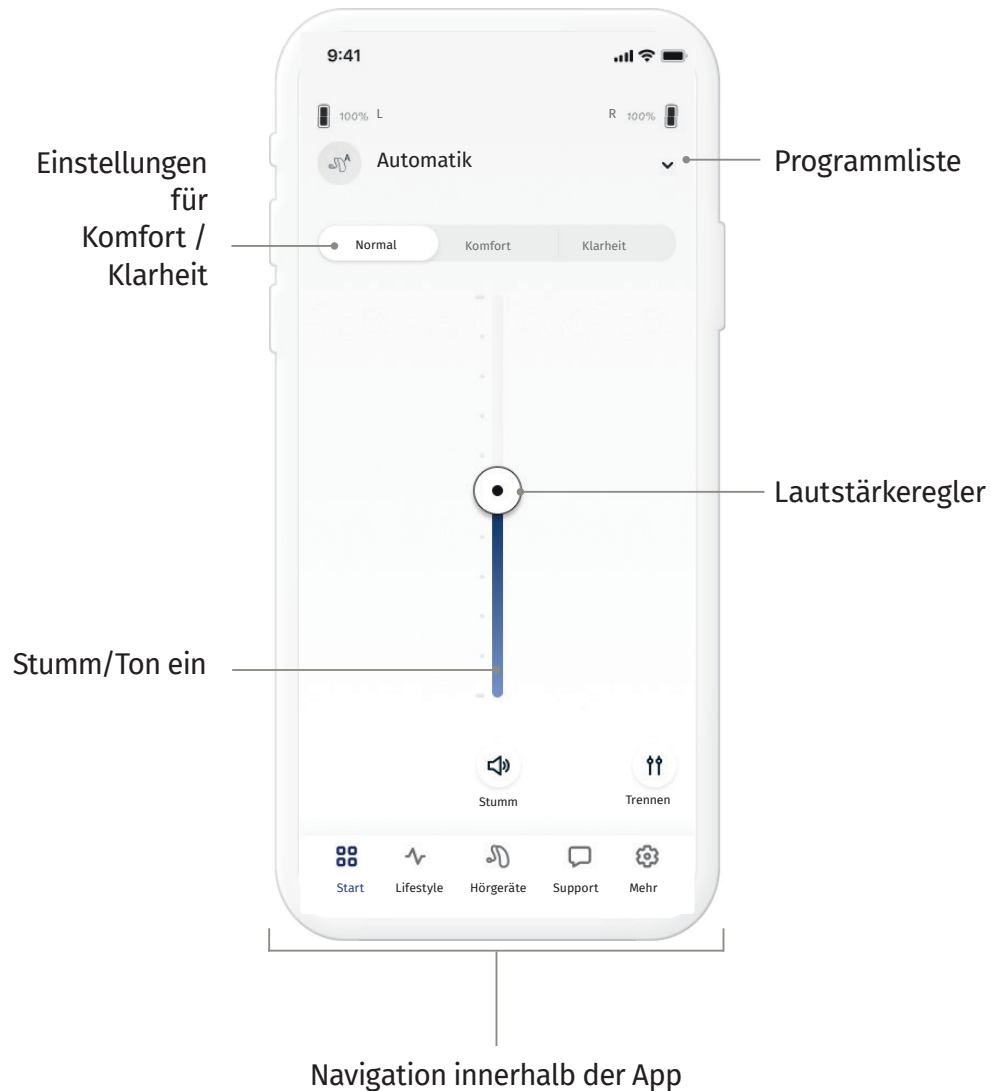 9:41
100% L
R 100%
Automatik
Programmliste
Einstellungen
für
Komfort /
Klarheit
Normal Komfort Klarheit
Lautstärkeregler
Stumm/Ton ein
Stumm
Trennen
Start Lifestyle Hörgeräte Support Mehr
Navigation innerhalb der App